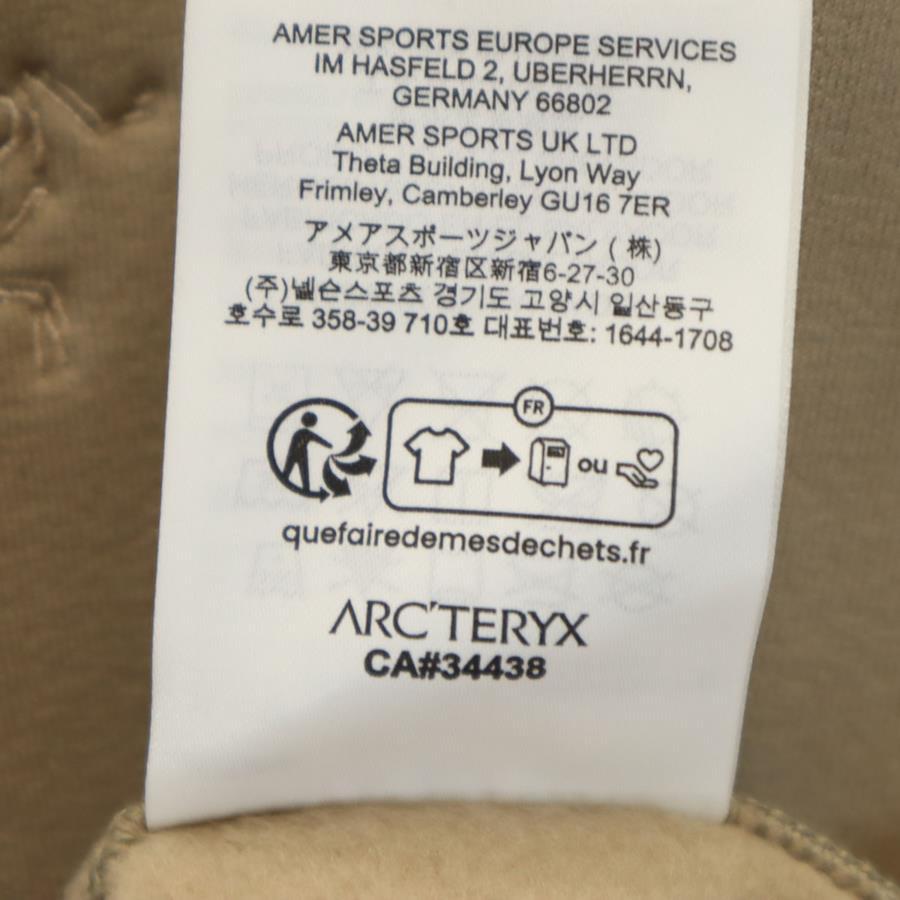 AMER SPORTS EUROPE SERVICES
IM HASFELD 2, UBERHERRN,
GERMANY 66802
AMER SPORTS UK LTD
Theta Building, Lyon Way
Frimley, Camberley GU16 7ER
アメアスポーツジャパン (株)
東京都新宿区新宿6-27-30
(주)넬슨스포츠 경기도 고양시 일산동구
호수로 358-39 710호 대표번호: 1644-1708
FR
ou
quefairedemesdechets.fr
ARC'TERYX
CA#34438